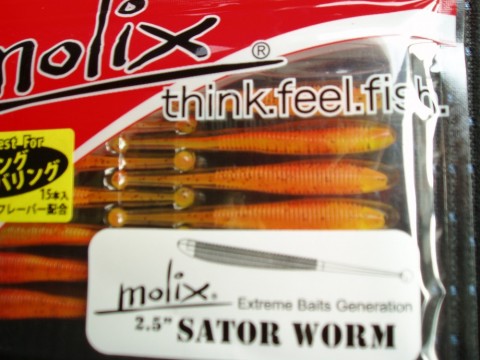 molix®
think.feel.fish.
est For
ング
バリング
15本入
フレーバー配合
molix®
Extreme Baits Generation
2.5" SATOR WORM